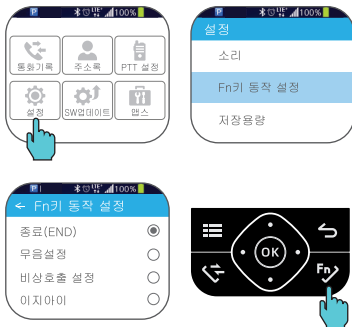 P LTE 100%
통화기록 주소록 PTT 설정
설정 SW업데이트 앱스
P LTE 100%
설정
소리
Fn키 동작 설정
저장용량
P LTE 100%
← Fn키 동작 설정
종료(END)
무음설정
비상호출 설정
이지아이
OK
Fn